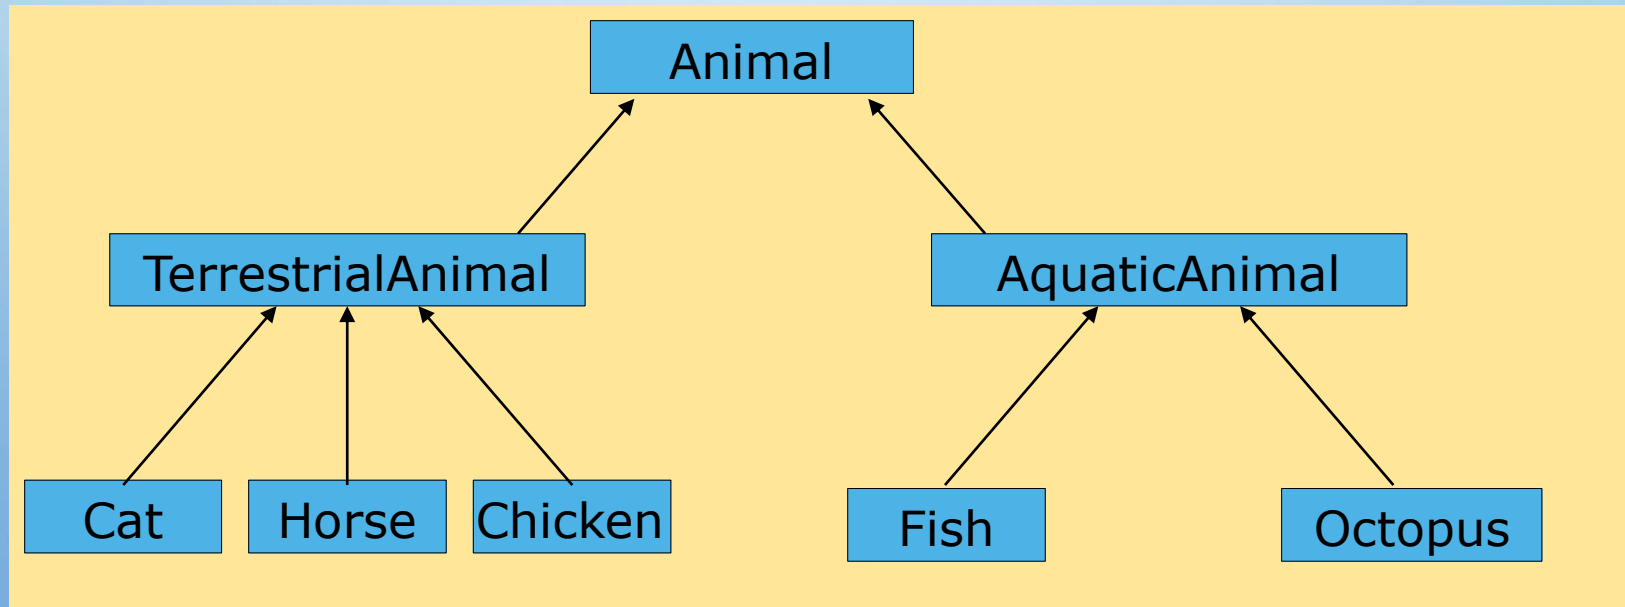 Animal
TerrestrialAnimal
AquaticAnimal
Cat
Horse
Chicken
Fish
Octopus